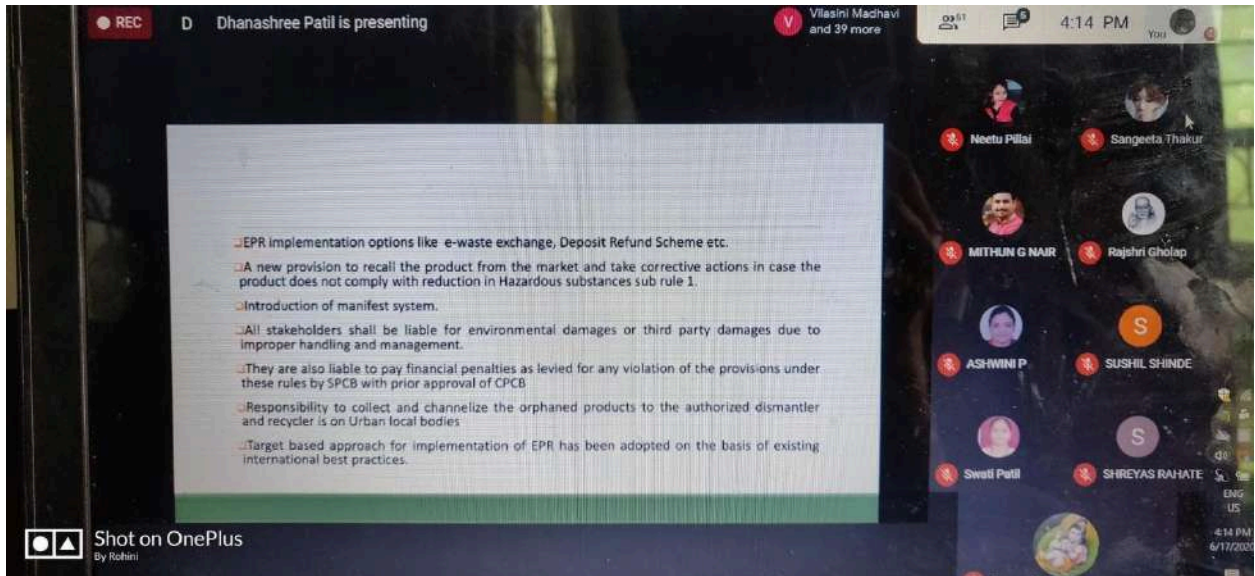 REC
D Dhanashree Patil is presenting
V Vilasini Madhavi
and 39 more
51
6
4:14 PM
You
Neetu Pillai
Sangeeta Thakur
❑EPR implementation options like e-waste exchange, Deposit Refund Scheme etc.
❑A new provision to recall the product from the market and take corrective actions in case the
product does not comply with reduction in Hazardous substances sub rule 1.
❑Introduction of manifest system.
❑All stakeholders shall be liable for environmental damages or third party damages due to
improper handling and management.
❑They are also liable to pay financial penalties as levied for any violation of the provisions under
these rules by SPCB with prior approval of CPCB
❑Responsibility to collect and channelize the orphaned products to the authorized dismantler
and recycler is on Urban local bodies
❑Target based approach for implementation of EPR has been adopted on the basis of existing
international best practices.
MITHUN G NAIR
Rajshri Gholap
ASHWINI P
S
SUSHIL SHINDE
Swati Patil
S
SHREYAS RAHATE
ENG
US
4:14 PM
6/17/2020
Shot on OnePlus
By Rohini